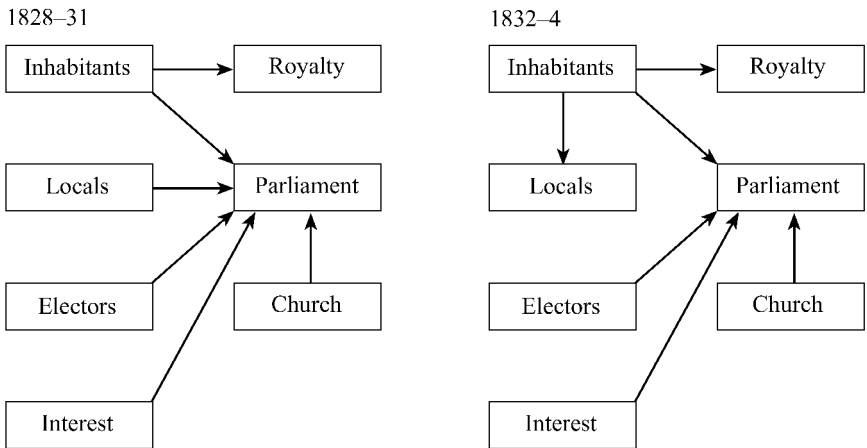 1828–31
Inhabitants
Royalty
Locals
Parliament
Electors
Church
Interest
1832–4
Inhabitants
Royalty
Locals
Parliament
Electors
Church
Interest